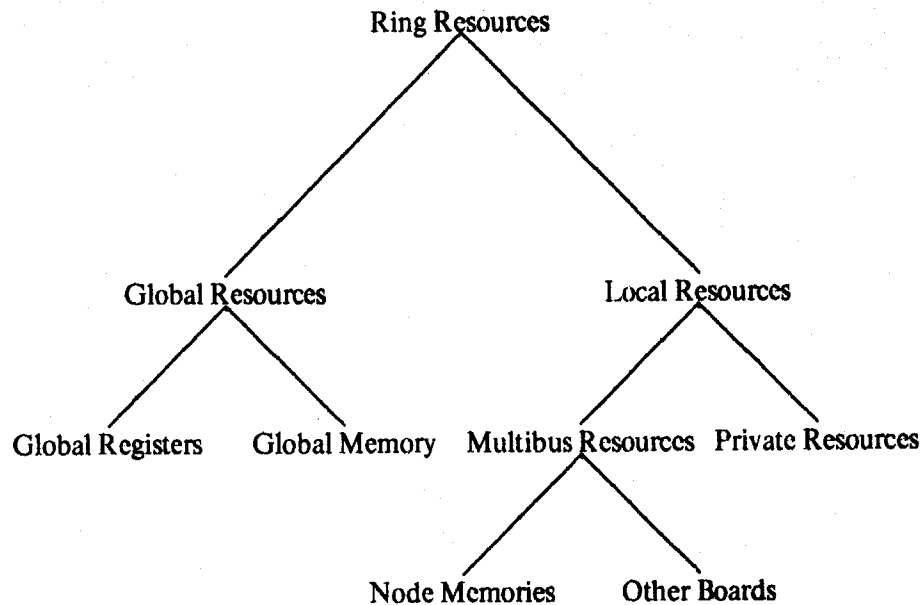 Ring Resources
Global Resources
Local Resources
Global Registers
Global Memory
Multibus Resources
Private Resources
Node Memories
Other Boards